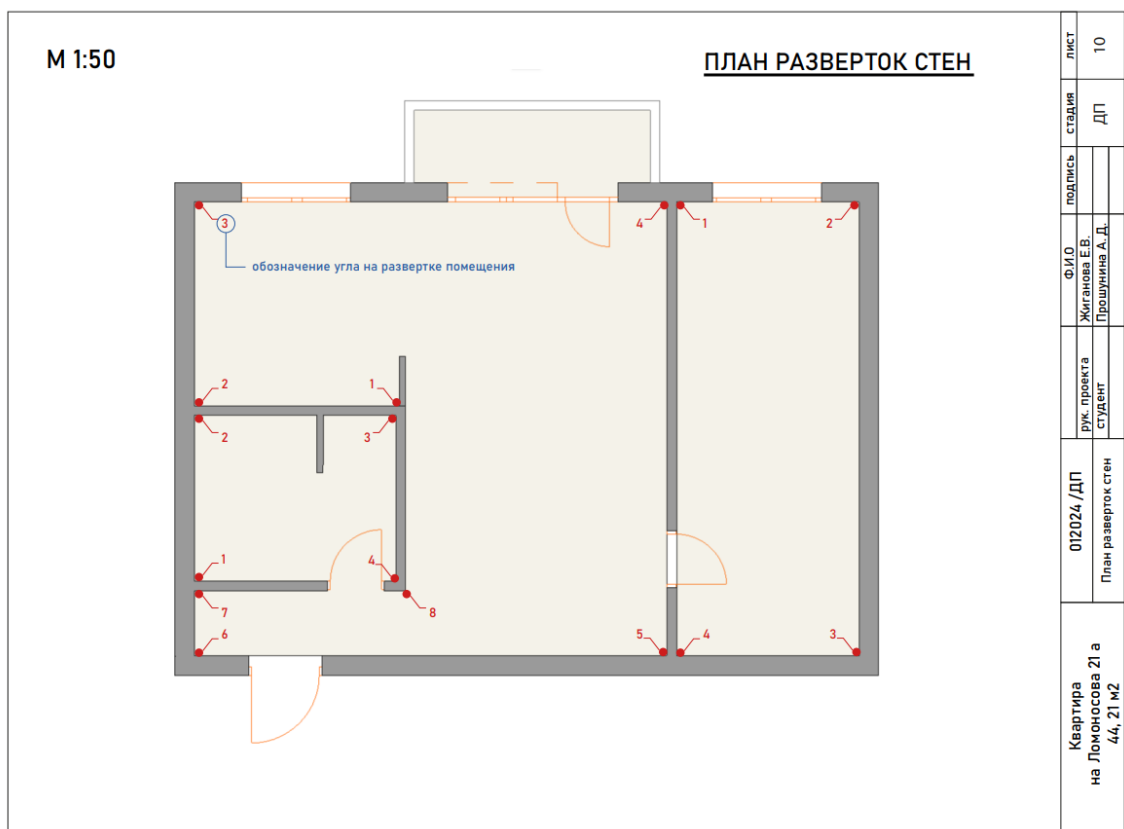 М 1:50
ПЛАН РАЗВЕРТОК СТЕН
3
4
1
2
обозначение угла на развертке помещения
2
1
2
3
1
4
7
8
6
5
4
3
лист
10
стадия
ДП
подпись
Ф.И.О
Жиганова Е.В.
Прошунина А. Д.
рук. проекта
студент
012024 /ДП
План разверток стен
Квартира
на Ломоносова 21 а
44, 21 м2